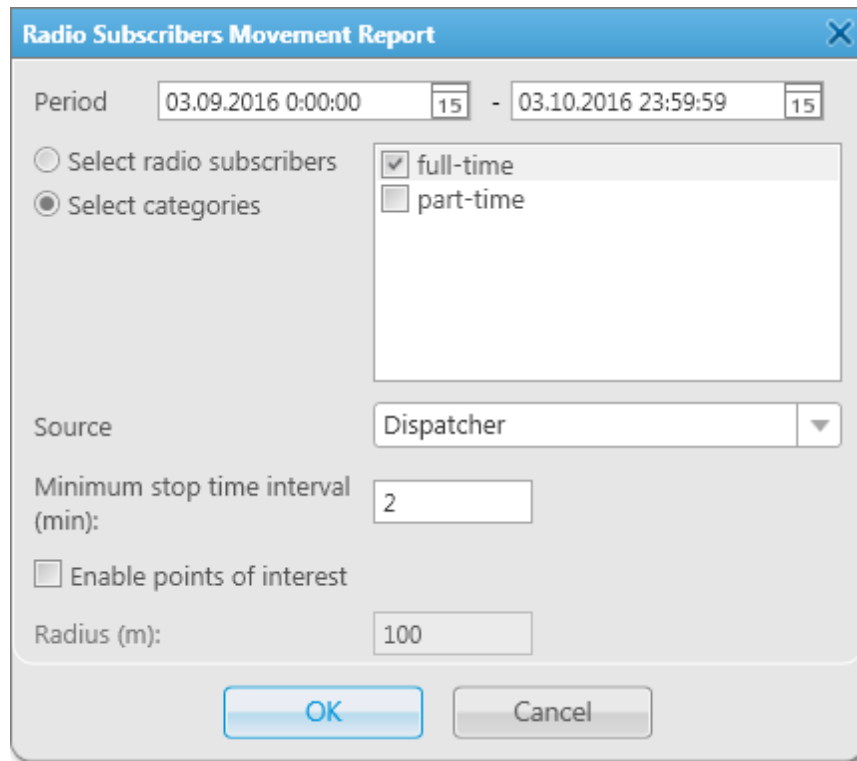 Radio Subscribers Movement Report
Period 03.09.2016 0:00:00 15 - 03.10.2016 23:59:59 15
Select radio subscribers
Select categories
full-time
part-time
Source Dispatcher
Minimum stop time interval
(min): 2
Enable points of interest
Radius (m): 100
OK Cancel